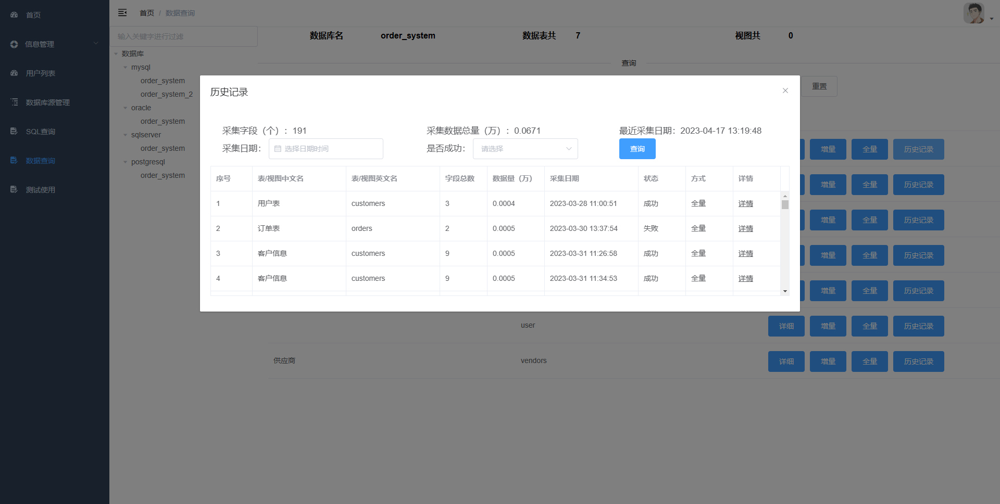 首页
信息管理
用户列表
数据库源管理
SQL查询
数据查询
测试使用
首页 / 数据查询
输入关键字进行过滤
数据库
mysql
order_system
order_system_2
oracle
order_system
sqlserver
order_system
postgresql
order_system
数据库名 order_system 数据表共 7 视图共 0
查询
重置
历史记录
采集字段（个）：191 采集数据总量（万）：0.0671 最近采集日期：2023-04-17 13:19:48
采集日期： 选择日期时间 是否成功： 请选择 查询
序号 表/视图中文名 表/视图英文名 字段总数 数据量（万） 采集日期 状态 方式 详情
1 用户表 customers 3 0.0004 2023-03-28 11:00:51 成功 全量 详情
2 订单表 orders 2 0.0005 2023-03-30 13:37:54 失败 全量 详情
3 客户信息 customers 9 0.0005 2023-03-31 11:26:58 成功 全量 详情
4 客户信息 customers 9 0.0005 2023-03-31 11:34:53 成功 全量 详情
增量 全量 历史记录
增量 全量 历史记录
增量 全量 历史记录
增量 全量 历史记录
增量 全量 历史记录
user 详细 增量 全量 历史记录
供应商 vendors 详细 增量 全量 历史记录